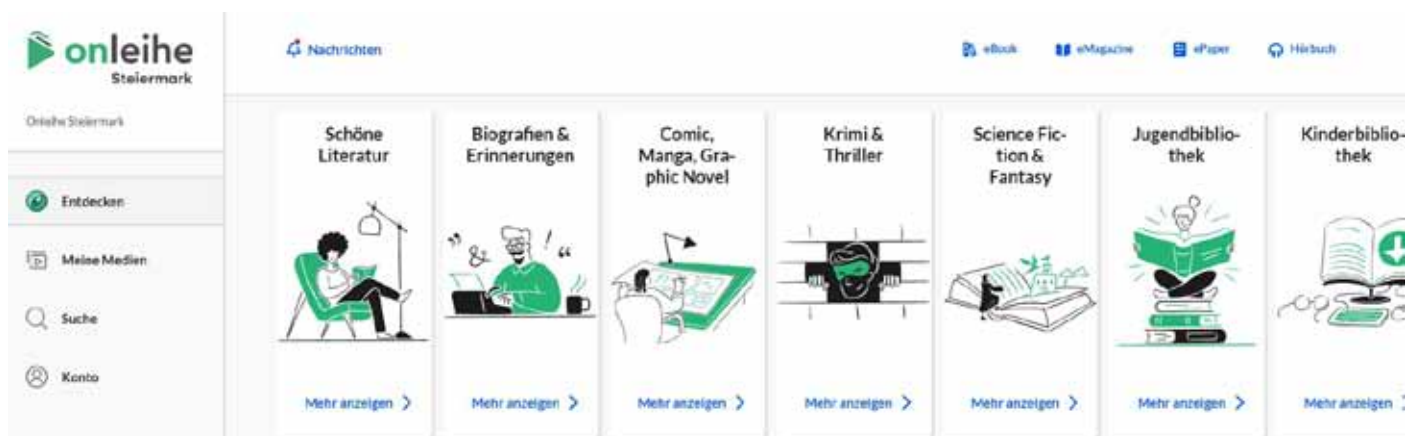 onleihe
Steiermark
Onleihe Steiermark
Entdecken
Meine Medien
Suche
Konto
Nachrichten
eBook
eMagazine
ePaper
Hörbuch
Schöne
Literatur
Mehr anzeigen
Biografien &
Erinnerungen
" & ! "
Mehr anzeigen
Comic,
Manga, Gra-
phic Novel
Mehr anzeigen
Krimi &
Thriller
Mehr anzeigen
Science Fic-
tion &
Fantasy
Mehr anzeigen
Jugendbiblio-
thek
Mehr anzeigen
Kinderbiblio-
thek
Mehr anzeigen